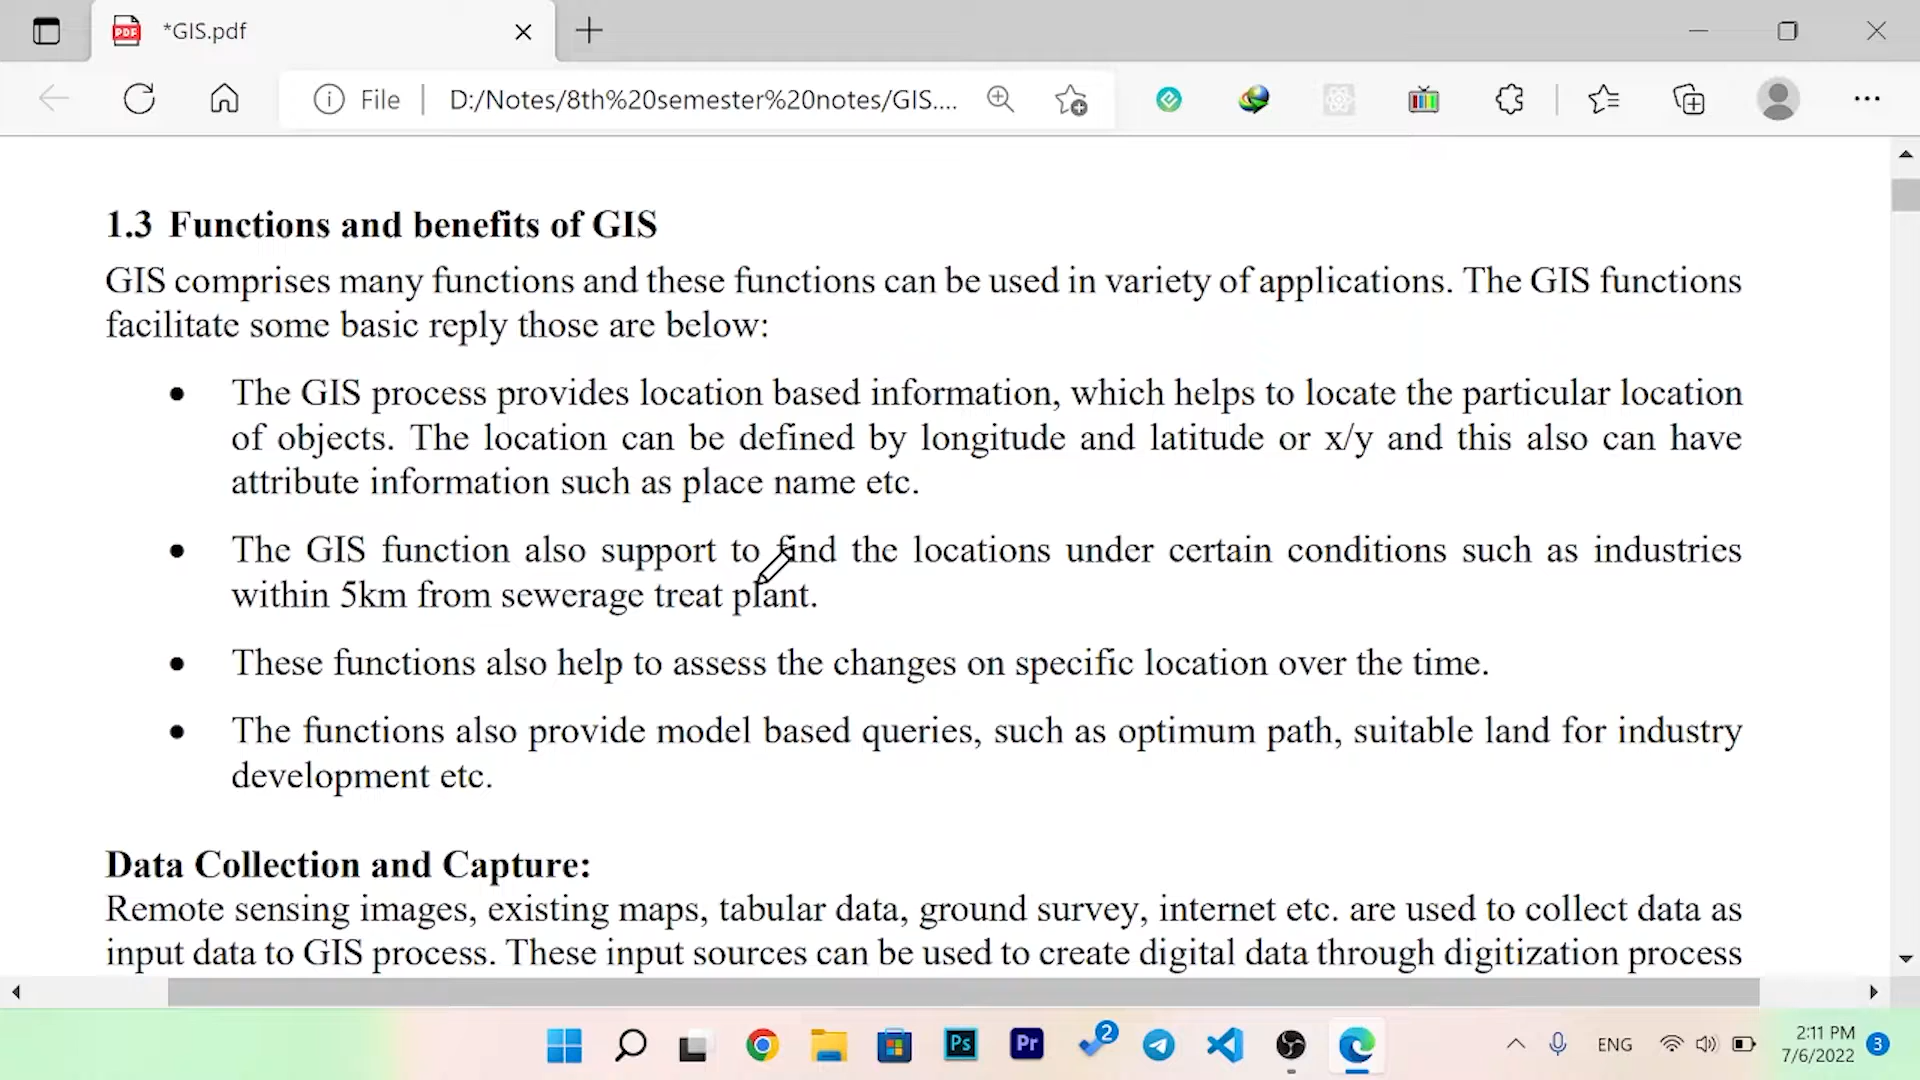 *GIS.pdf
File
D:/Notes/8th%20semester%20notes/GIS....
1.3 Functions and benefits of GIS
GIS comprises many functions and these functions can be used in variety of applications. The GIS functions
facilitate some basic reply those are below:
• The GIS process provides location based information, which helps to locate the particular location
of objects. The location can be defined by longitude and latitude or x/y and this also can have
attribute information such as place name etc.
• The GIS function also support to find the locations under certain conditions such as industries
within 5km from sewerage treat plant.
• These functions also help to assess the changes on specific location over the time.
• The functions also provide model based queries, such as optimum path, suitable land for industry
development etc.
Data Collection and Capture:
Remote sensing images, existing maps, tabular data, ground survey, internet etc. are used to collect data as
input data to GIS process. These input sources can be used to create digital data through digitization process
PDF
Ps
Pr
2
ENG
2:11 PM
7/6/2022
3